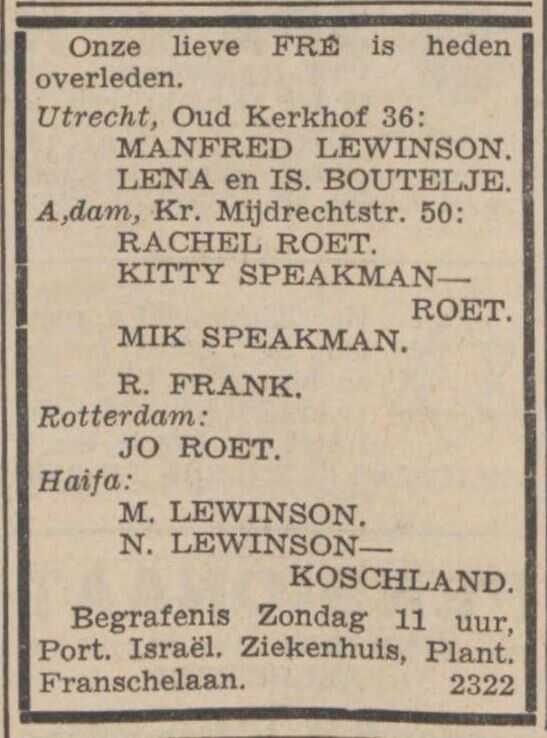 Onze lieve FRÉ is heden
overleden.
Utrecht, Oud Kerkhof 36:
MANFRED LEWINSON.
LENA en IS. BOUTELJE.
A,dam, Kr. Mijdrechtstr. 50:
RACHEL ROET.
KITTY SPEAKMAN—
ROET.
MIK SPEAKMAN.
R. FRANK.
Rotterdam:
JO ROET.
Haifa:
M. LEWINSON.
N. LEWINSON—
KOSCHLAND.
Begrafenis Zondag 11 uur,
Port. Israël. Ziekenhuis, Plant.
Franschelaan. 2322